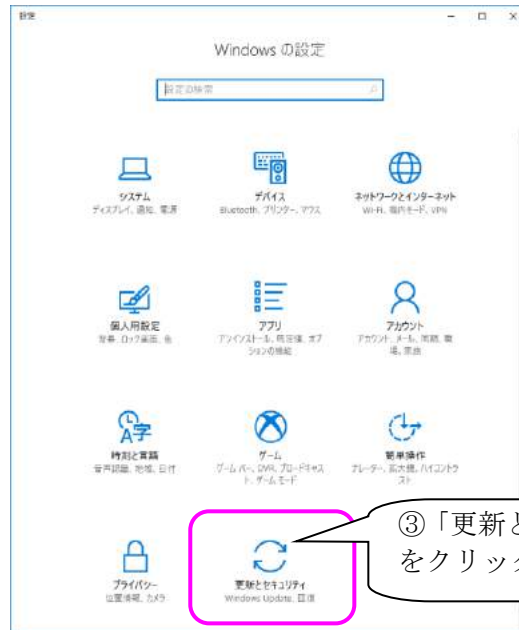 設定
Windows の設定
設定の検索
システム
ディスプレイ、通知、電源
デバイス
Bluetooth、プリンター、マウス
ネットワークとインターネット
Wi-Fi、機内モード、VPN
個人用設定
背景、ロック画面、色
アプリ
アンインストール、既定値、オプ
ションの機能
アカウント
アカウント、メール、同期、職
場、家族
時刻と言語
音声認識、地域、日付
ゲーム
ゲーム バー、DVR、ブロードキャス
ト、ゲーム モード
簡単操作
ナレーター、拡大鏡、ハイコントラ
スト
プライバシー
位置情報、カメラ
更新とセキュリティ
Windows Update、回復
③「更新と
をクリッ